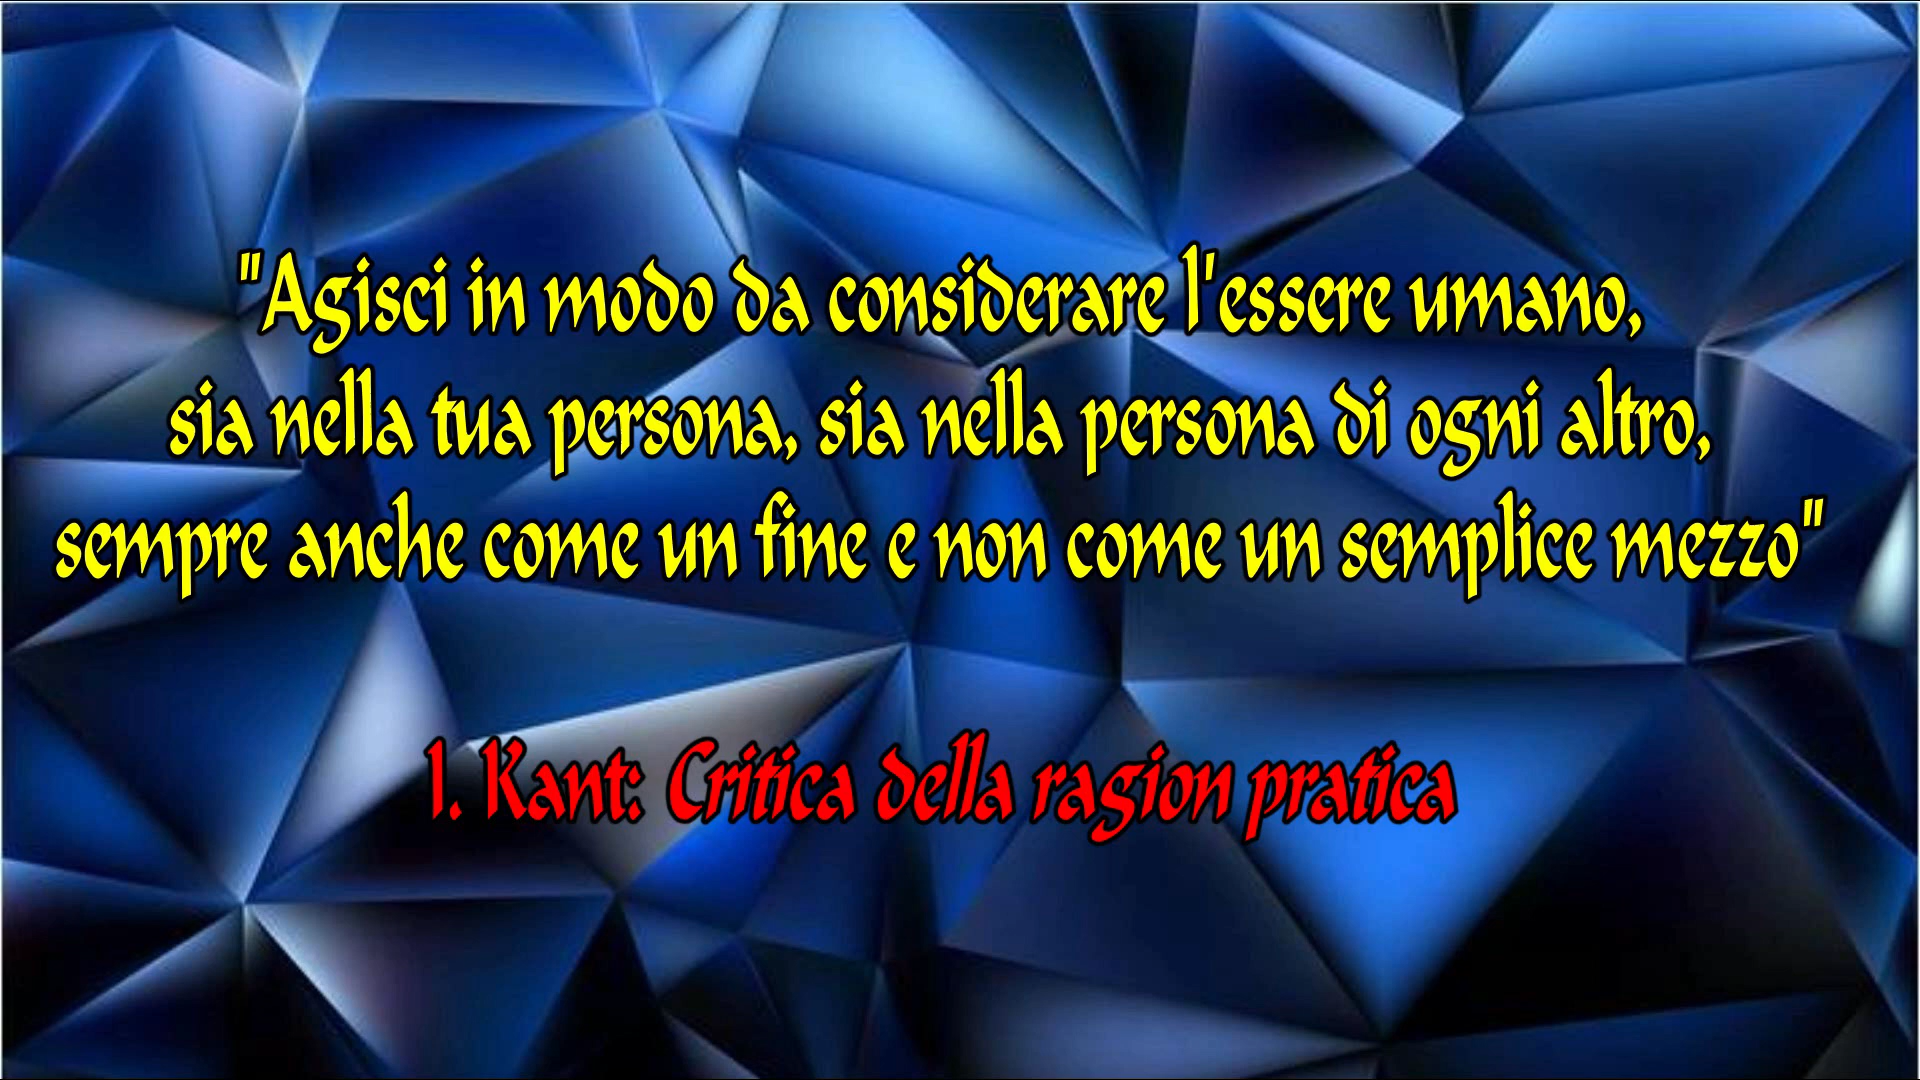 "Agisci in modo da considerare l'essere umano,
sia nella tua persona, sia nella persona di ogni altro,
sempre anche come un fine e non come un semplice mezzo"
I. Kant: Critica della ragion pratica